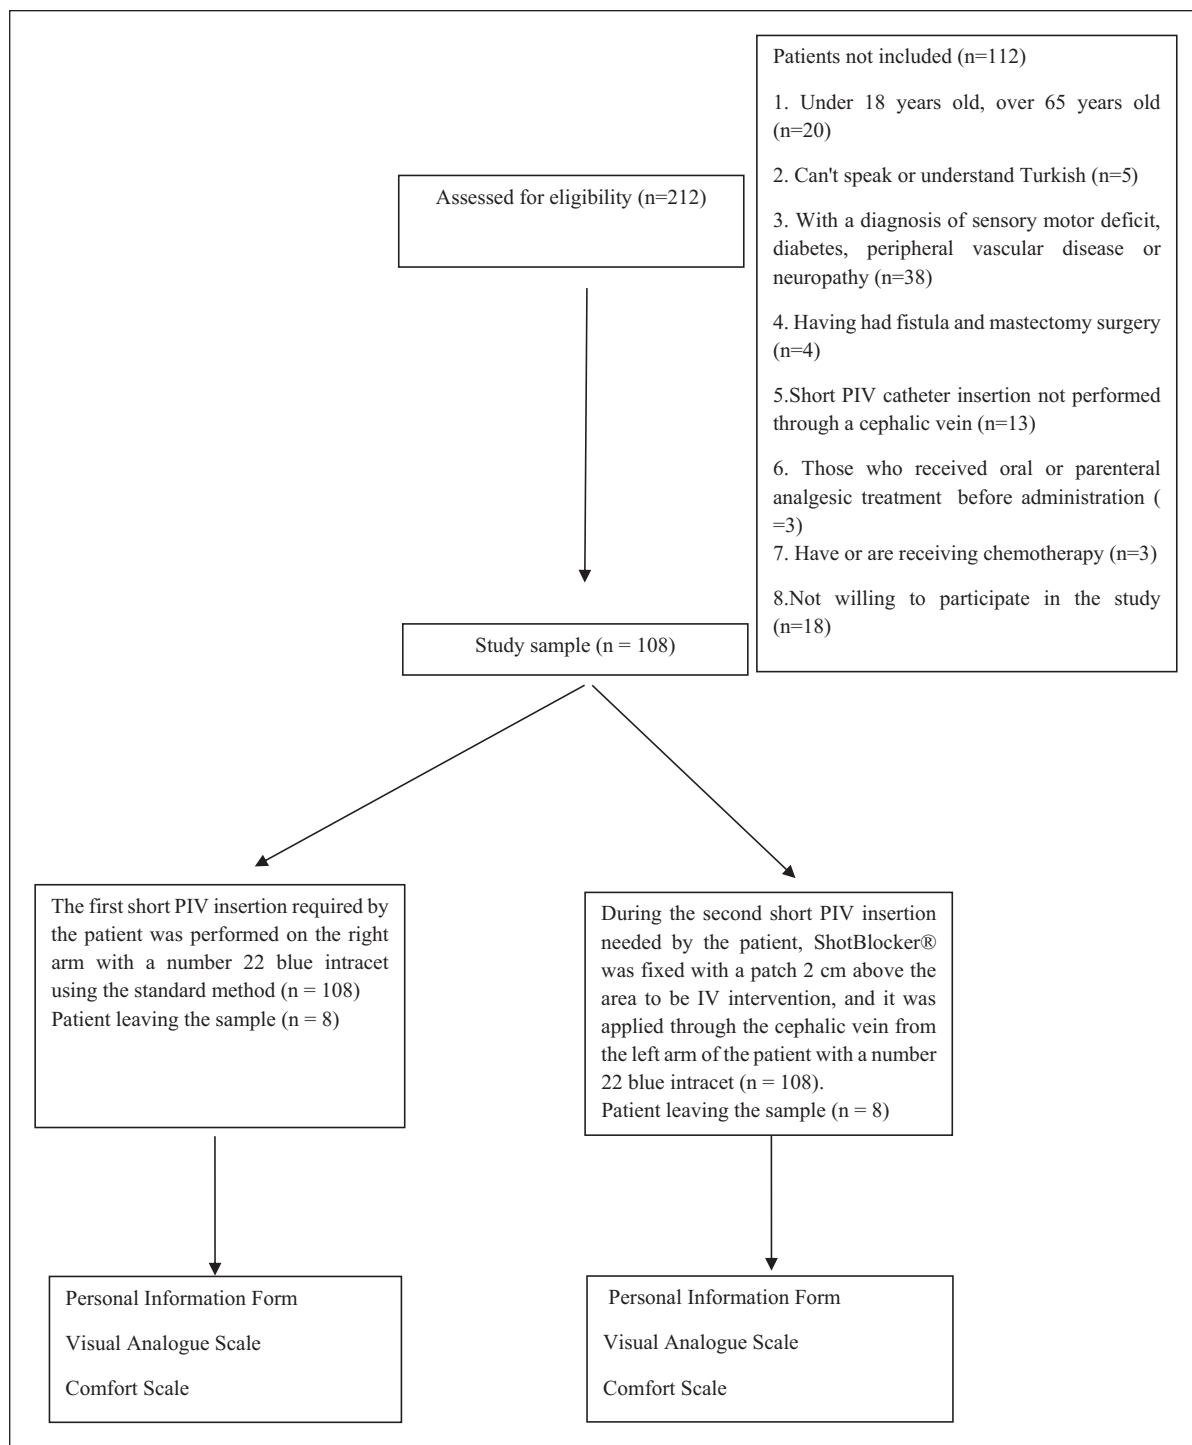 Patients not included (n=112)
1. Under 18 years old, over 65 years old
(n=20)
2. Can't speak or understand Turkish (n=5)
3. With a diagnosis of sensory motor deficit,
diabetes, peripheral vascular disease or
neuropathy (n=38)
4. Having had fistula and mastectomy surgery
(n=4)
5.Short PIV catheter insertion not performed
through a cephalic vein (n=13)
6. Those who received oral or parenteral
analgesic treatment before administration (
=3)
7. Have or are receiving chemotherapy (n=3)
8.Not willing to participate in the study
(n=18)
Assessed for eligibility (n=212)
Study sample (n = 108)
The first short PIV insertion required by
the patient was performed on the right
arm with a number 22 blue intracet
using the standard method (n = 108)
Patient leaving the sample (n = 8)
During the second short PIV insertion
needed by the patient, ShotBlocker®
was fixed with a patch 2 cm above the
area to be IV intervention, and it was
applied through the cephalic vein from
the left arm of the patient with a number
22 blue intracet (n = 108).
Patient leaving the sample (n = 8)
Personal Information Form
Visual Analogue Scale
Comfort Scale
Personal Information Form
Visual Analogue Scale
Comfort Scale